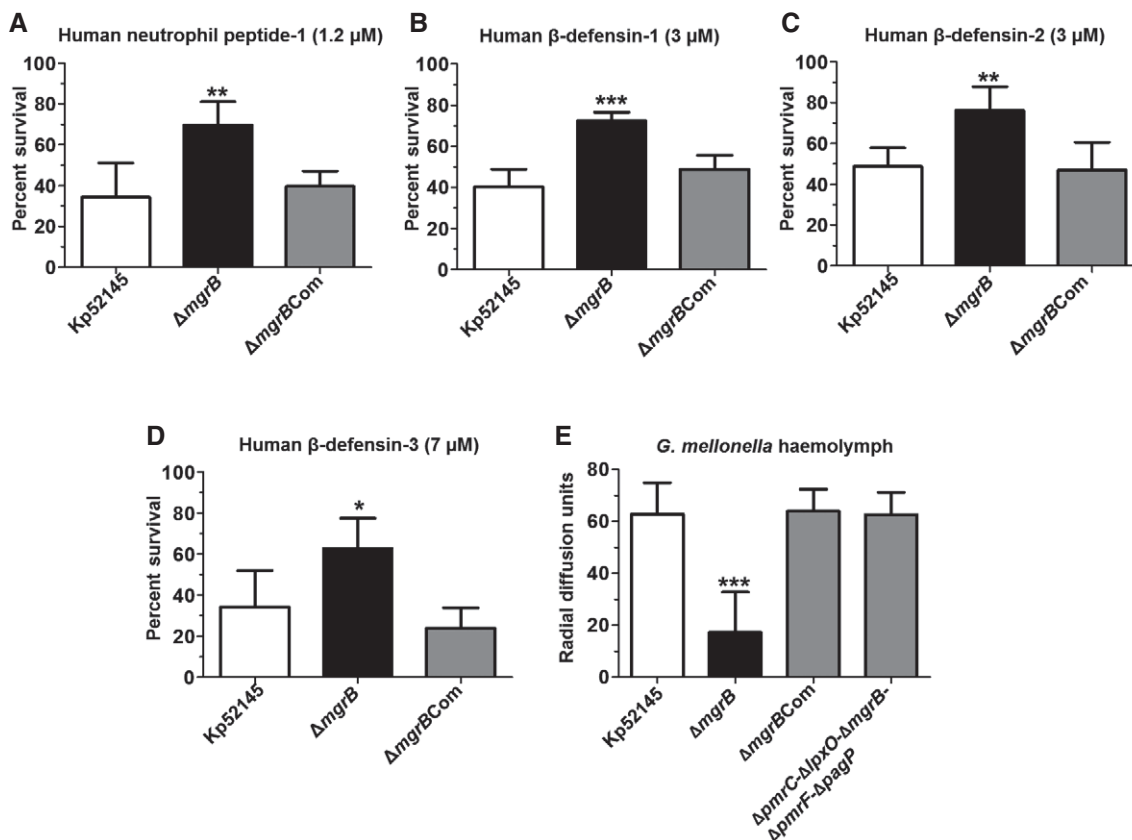 A
Human neutrophil peptide-1 (1.2 µM)
Percent survival
100
80
60
40
20
0
**
Kp52145
ΔmgrB
ΔmgrBCom
B
Human β-defensin-1 (3 µM)
Percent survival
100
80
60
40
20
0
***
Kp52145
ΔmgrB
ΔmgrBCom
C
Human β-defensin-2 (3 µM)
Percent survival
100
80
60
40
20
0
**
Kp52145
ΔmgrB
ΔmgrBCom
D
Human β-defensin-3 (7 µM)
Percent survival
100
80
60
40
20
0
*
Kp52145
ΔmgrB
ΔmgrBCom
E
G. mellonella haemolymph
Radial diffusion units
80
60
40
20
0
***
Kp52145
ΔmgrB
ΔmgrBCom
ΔpmrC-ΔlpxO-ΔmgrB-
ΔpmrF-ΔpagP